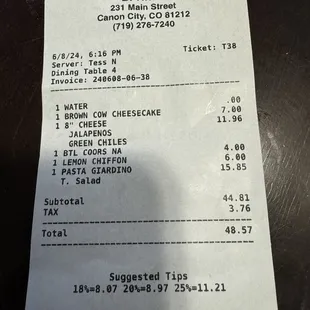 231 Main Street
Canon City, CO 81212
(719) 276-7240
6/8/24, 6:16 PM Ticket: T38
Server: Tess N
Dining Table 4
Invoice: 240608-06-38
1 WATER .00
1 BROWN COW CHEESECAKE 7.00
1 8" CHEESE 11.96
JALAPENOS
GREEN CHILES
1 BTL COORS NA 4.00
1 LEMON CHIFFON 6.00
1 PASTA GIARDINO 15.85
T. Salad
Subtotal 44.81
TAX 3.76
Total 48.57
Suggested Tips
18%=8.07 20%=8.97 25%=11.21